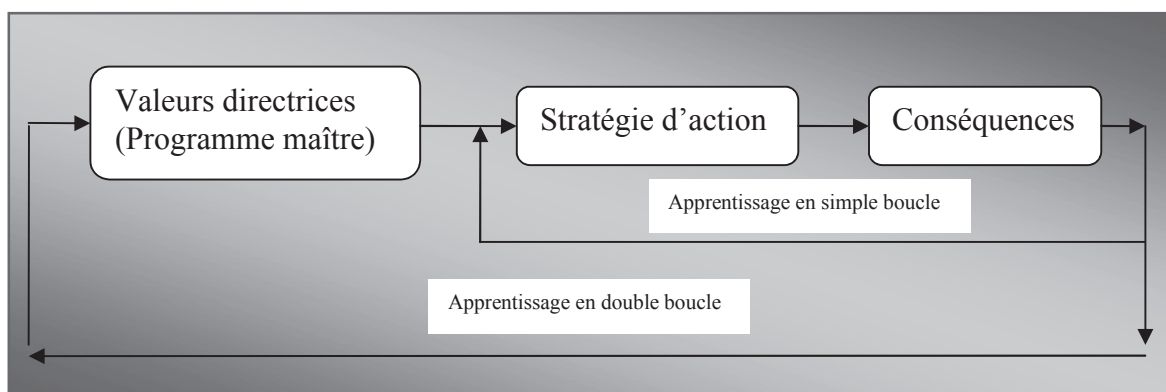 Valeurs directrices
(Programme maître)
Stratégie d’action
Conséquences
Apprentissage en simple boucle
Apprentissage en double boucle